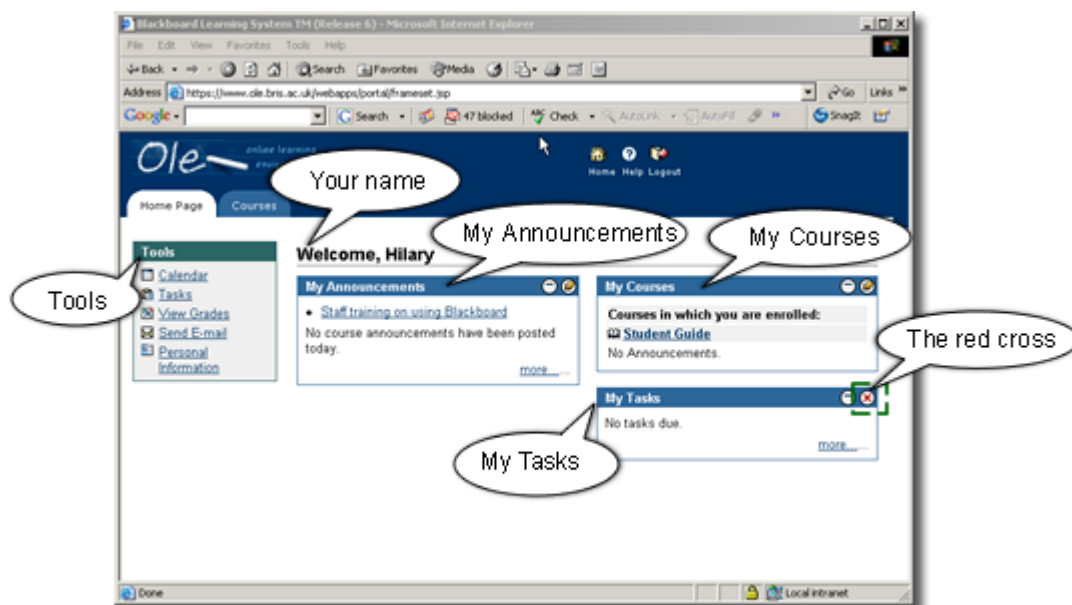 Blackboard Learning System TM (Release 6) - Microsoft Internet Explorer
File Edit View Favorites Tools Help
Back Search Favorites Media
Address https://www.ole.bris.ac.uk/webapps/portal/frameset.jsp Go Links »
Google Search 47 blocked ABC Check AutoLink AutoFill » SnagIt
Ole online learning
Home Help Logout
Your name
Home Page Courses
My Announcements
My Courses
Tools
Calendar
Tasks
View Grades
Send E-mail
Personal
Information
Tools
Welcome, Hilary
My Announcements
• Staff training on using Blackboard
No course announcements have been posted
today.
more......
My Courses
Courses in which you are enrolled:
Student Guide
No Announcements.
The red cross
My Tasks
No tasks due.
more......
My Tasks
Done Local intranet